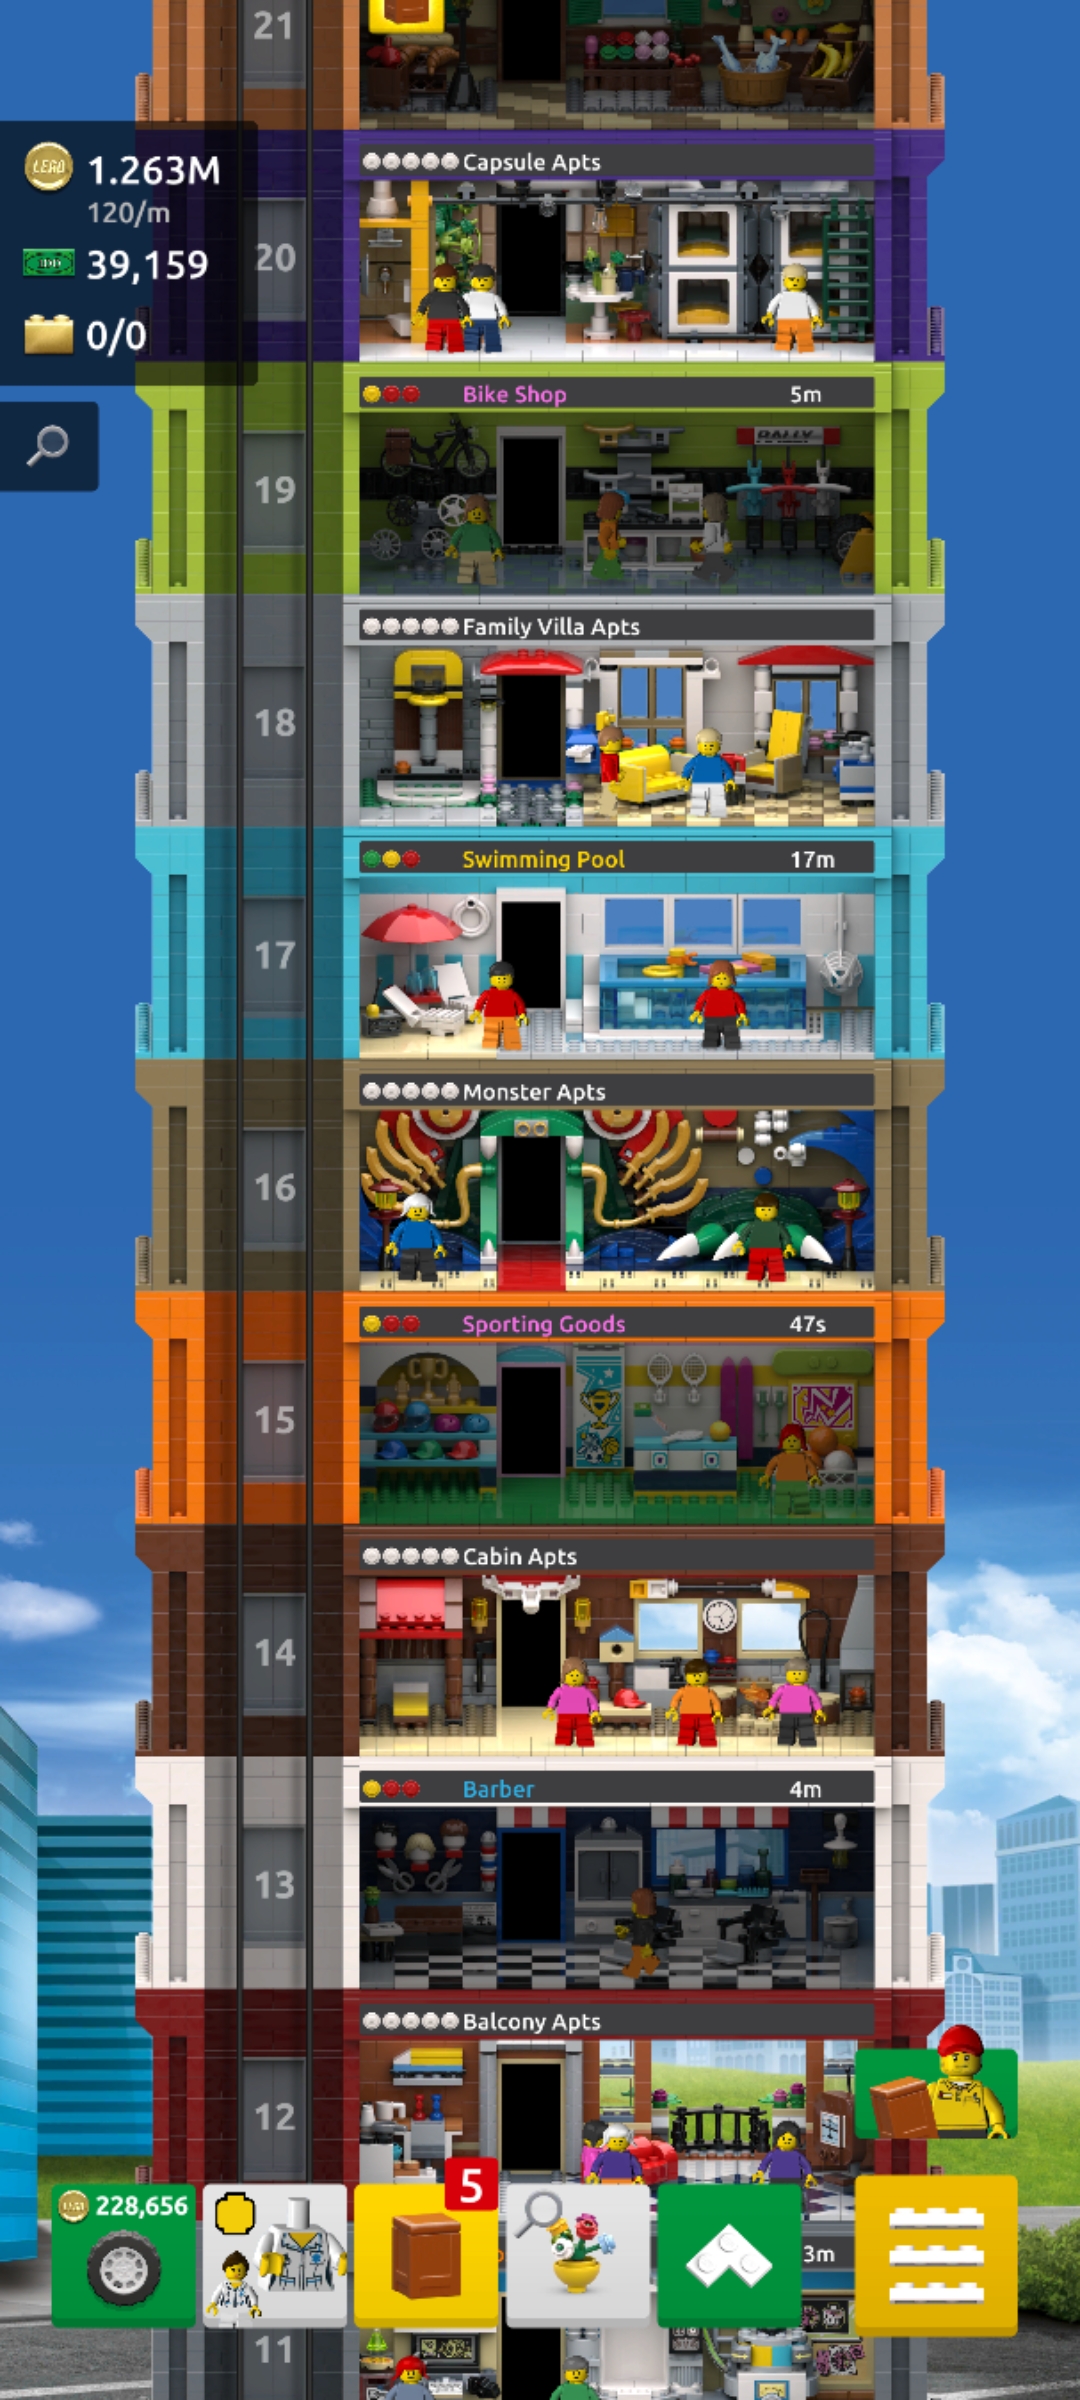 21
LEGO 1.263M
120/m
39,159
0/0
Capsule Apts
20
Bike Shop 5m
RALLY
19
Family Villa Apts
18
Swimming Pool 17m
17
Monster Apts
16
Sporting Goods 47s
15
Cabin Apts
14
Barber 4m
13
Balcony Apts
12
5
228,656
3m
11